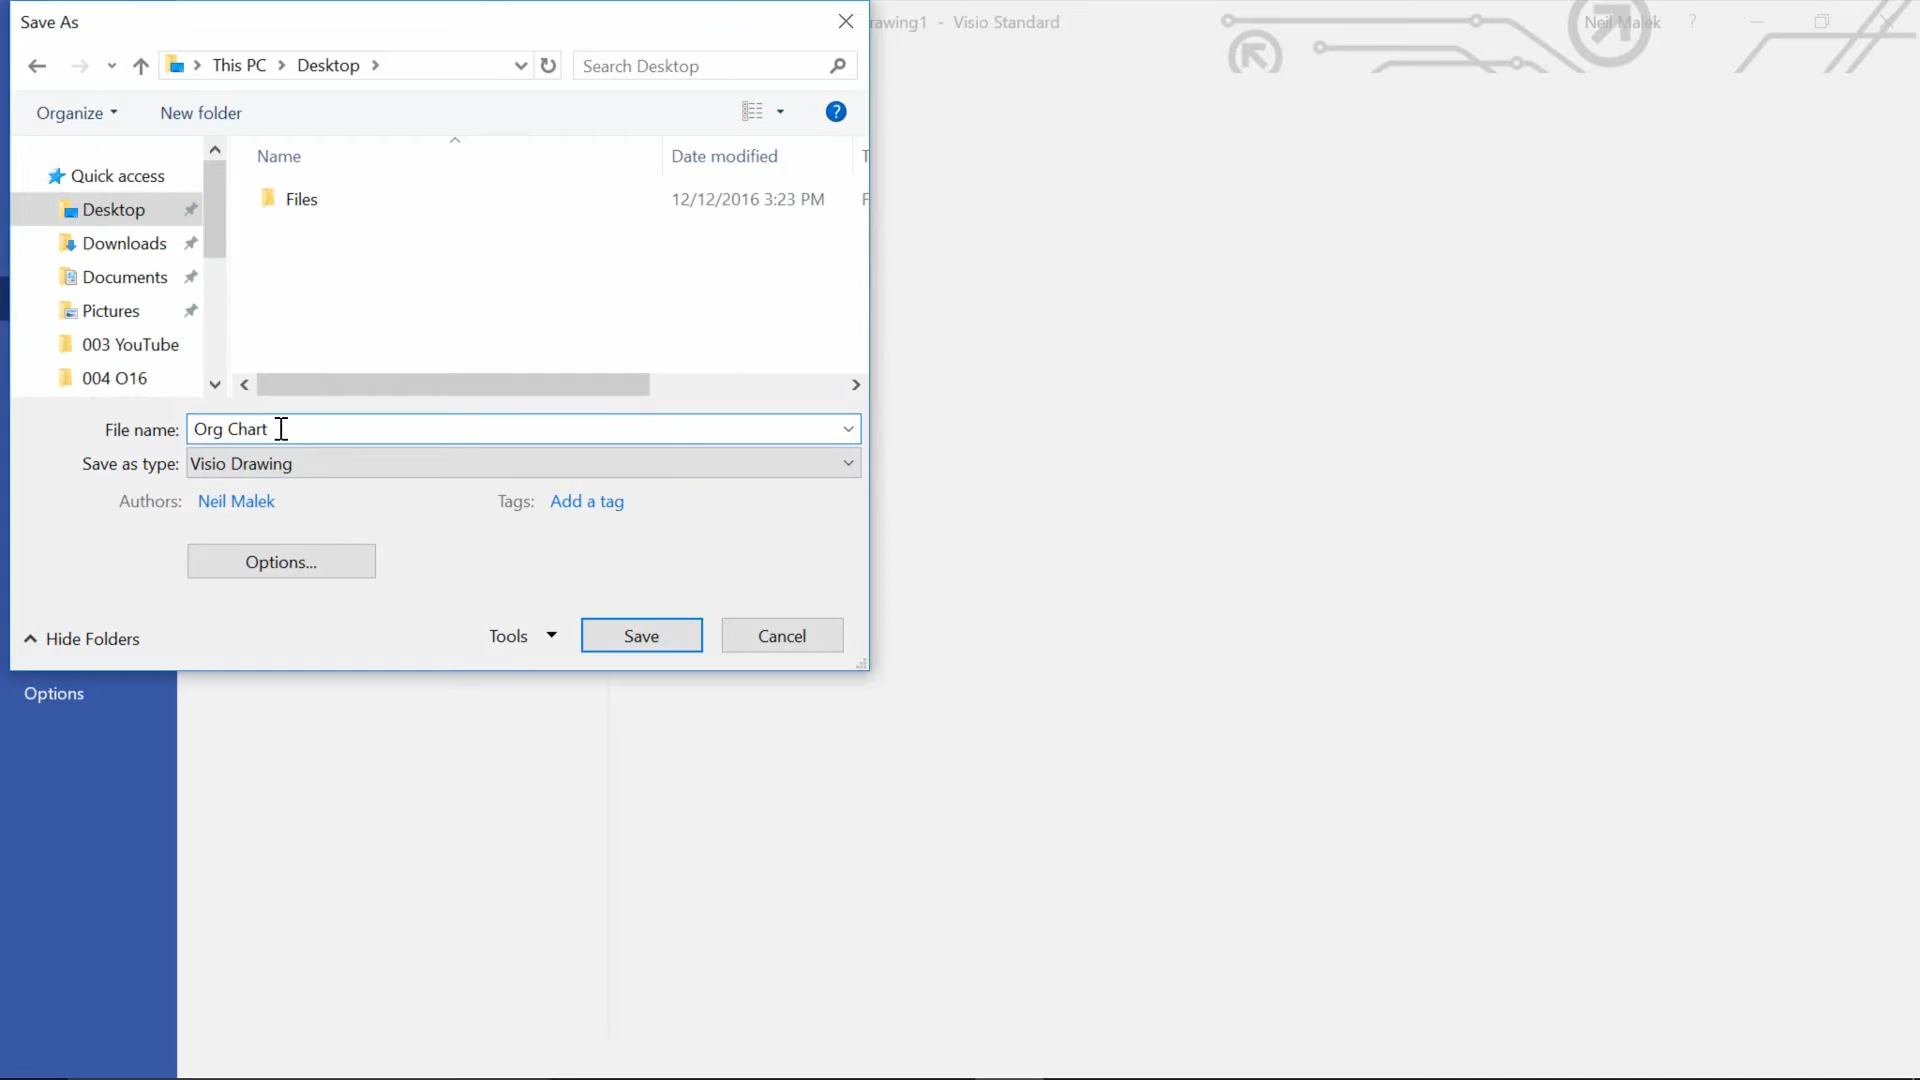 Save As
rawing1 - Visio Standard
Neil Malek ?
This PC > Desktop >
Search Desktop
Organize
New folder
?
Name
Date modified
Quick access
Files
12/12/2016 3:23 PM
Desktop
Downloads
Documents
Pictures
003 YouTube
004 O16
File name: Org Chart
Save as type: Visio Drawing
Authors: Neil Malek
Tags: Add a tag
Options...
Hide Folders
Tools
Save
Cancel
Options